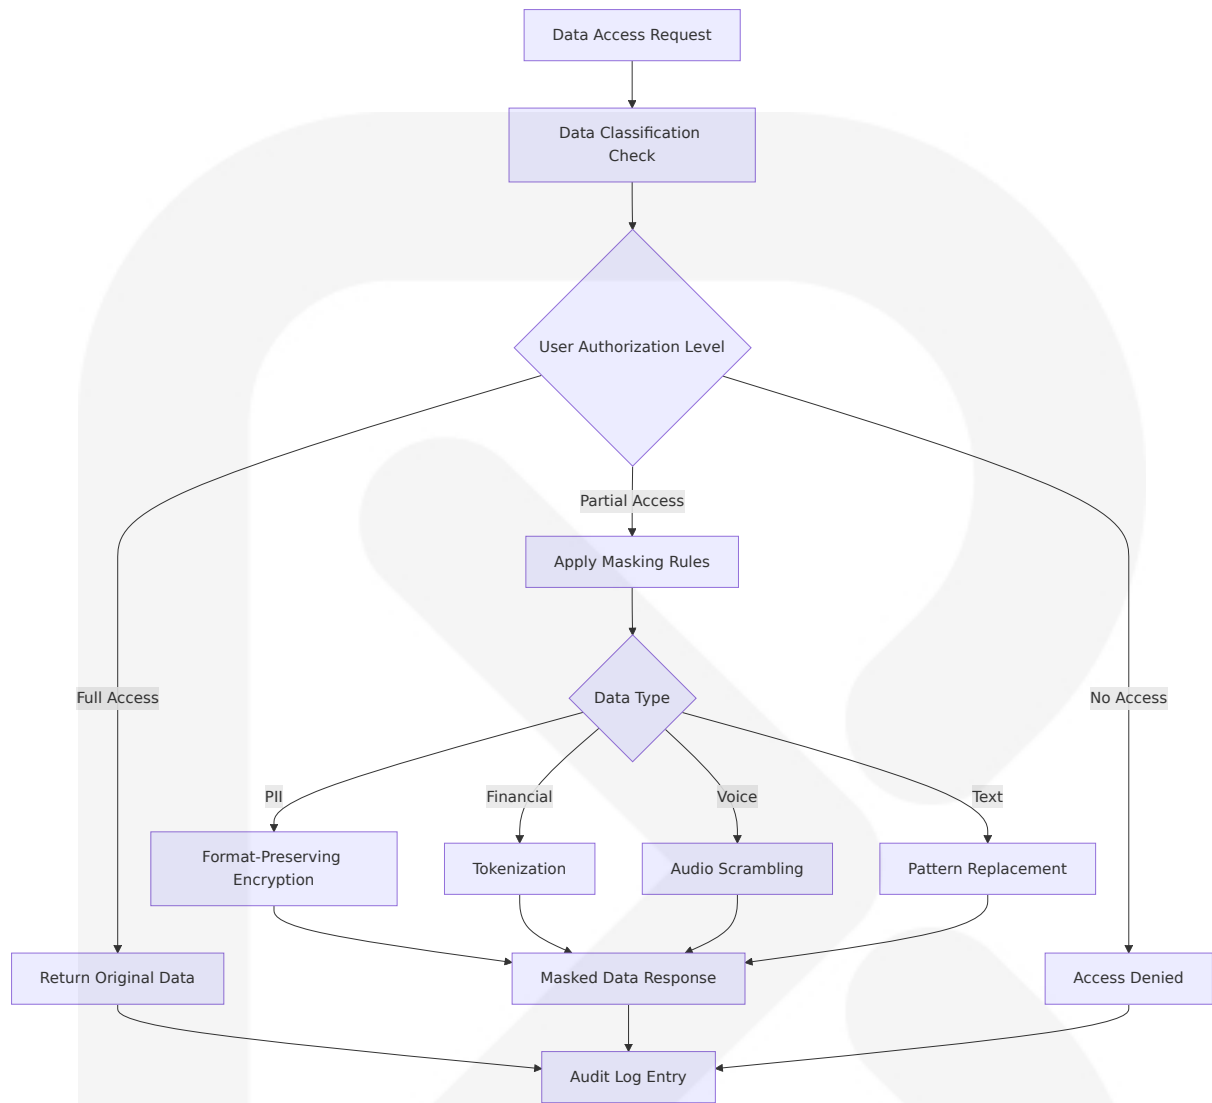 Data Access Request
Data Classification
Check
User Authorization Level
Partial Access
Apply Masking Rules
Full Access
Data Type
No Access
PII
Financial
Voice
Text
Format-Preserving
Encryption
Tokenization
Audio Scrambling
Pattern Replacement
Return Original Data
Masked Data Response
Access Denied
Audit Log Entry